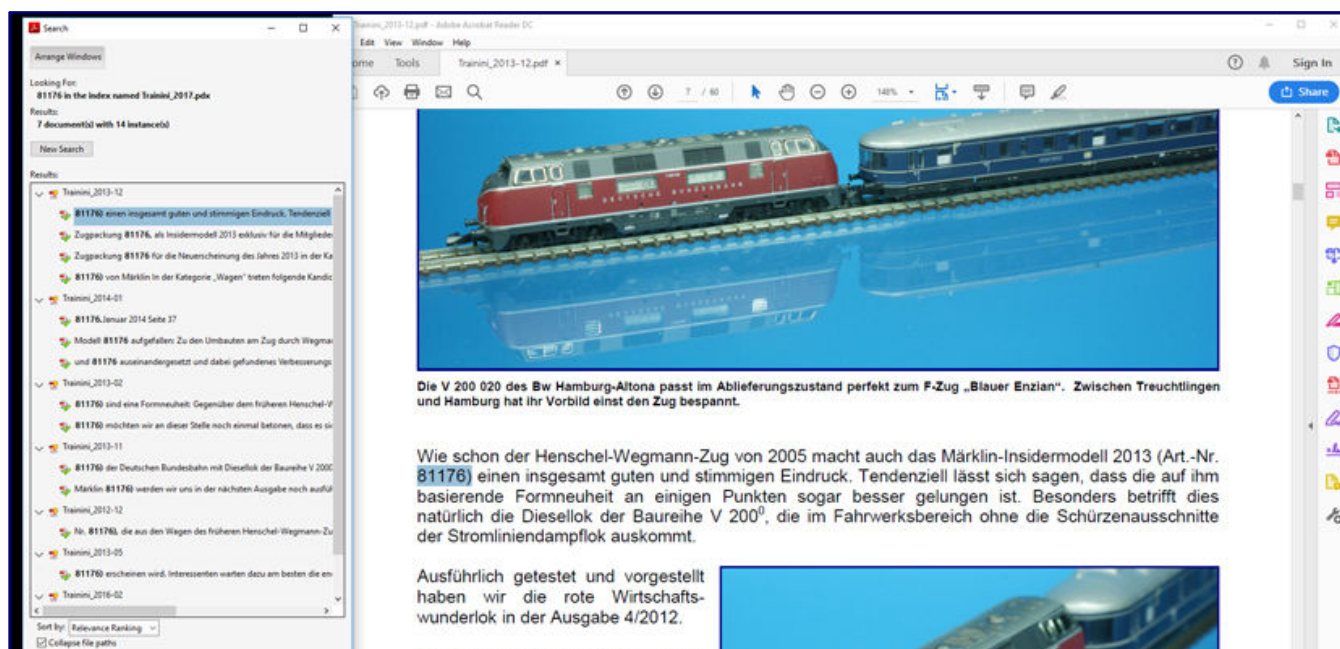 Search
Arrange Windows
Looking For:
81176 in the index named Trainini_2017.pdx
Results:
7 document(s) with 14 instance(s)
New Search
Results:
Trainini_2013-12
81176) einen insgesamt guten und stimmigen Eindruck. Tendenziell
Zugpackung 81176, als Insidermodell 2013 exklusiv für die Mitgliede
Zugpackung 81176 für die Neuerscheinung des Jahres 2013 in der Ka
81176) von Märklin In der Kategorie „Wagen“ treten folgende Kandic
Trainini_2014-01
81176.Januar 2014 Seite 37
Modell 81176 aufgefallen: Zu den Umbauten am Zug durch Wegma
und 81176 auseinandergesetzt und dabei gefundenes Verbesserung
Trainini_2013-02
81176) sind eine Formneuheit: Gegenüber dem früheren Henschel-W
81176) möchten wir an dieser Stelle noch einmal betonen, dass es si
Trainini_2013-11
81176) der Deutschen Bundesbahn mit Diesellok der Baureihe V 200
Märklin 81176) werden wir uns in der nächsten Ausgabe noch ausfüh
Trainini_2012-12
Nr. 81176), die aus den Wagen des früheren Henschel-Wegmann-Zu
Trainini_2013-05
81176) erscheinen wird. Interessenten warten dazu am besten die en
Trainini_2016-02
Sort by: Relevance Ranking
Collapse file paths
Trainini_2013-12.pdf - Adobe Acrobat Reader DC
Edit View Window Help
ome Tools Trainini_2013-12.pdf × Sign In
7 / 60 148% Share
DEUTSCHE BUNDESBAHN
Die V 200 020 des Bw Hamburg-Altona passt im Ablieferungszustand perfekt zum F-Zug „Blauer Enzian“. Zwischen Treuchtlingen
und Hamburg hat ihr Vorbild einst den Zug bespannt.
Wie schon der Henschel-Wegmann-Zug von 2005 macht auch das Märklin-Insidermodell 2013 (Art.-Nr.
81176) einen insgesamt guten und stimmigen Eindruck. Tendenziell lässt sich sagen, dass die auf ihm
basierende Formneuheit an einigen Punkten sogar besser gelungen ist. Besonders betrifft dies
natürlich die Diesellok der Baureihe V 200⁰, die im Fahrwerksbereich ohne die Schürzenausschnitte
der Stromliniendampflok auskommt.
Ausführlich getestet und vorgestellt
haben wir die rote Wirtschafts-
wunderlok in der Ausgabe 4/2012.